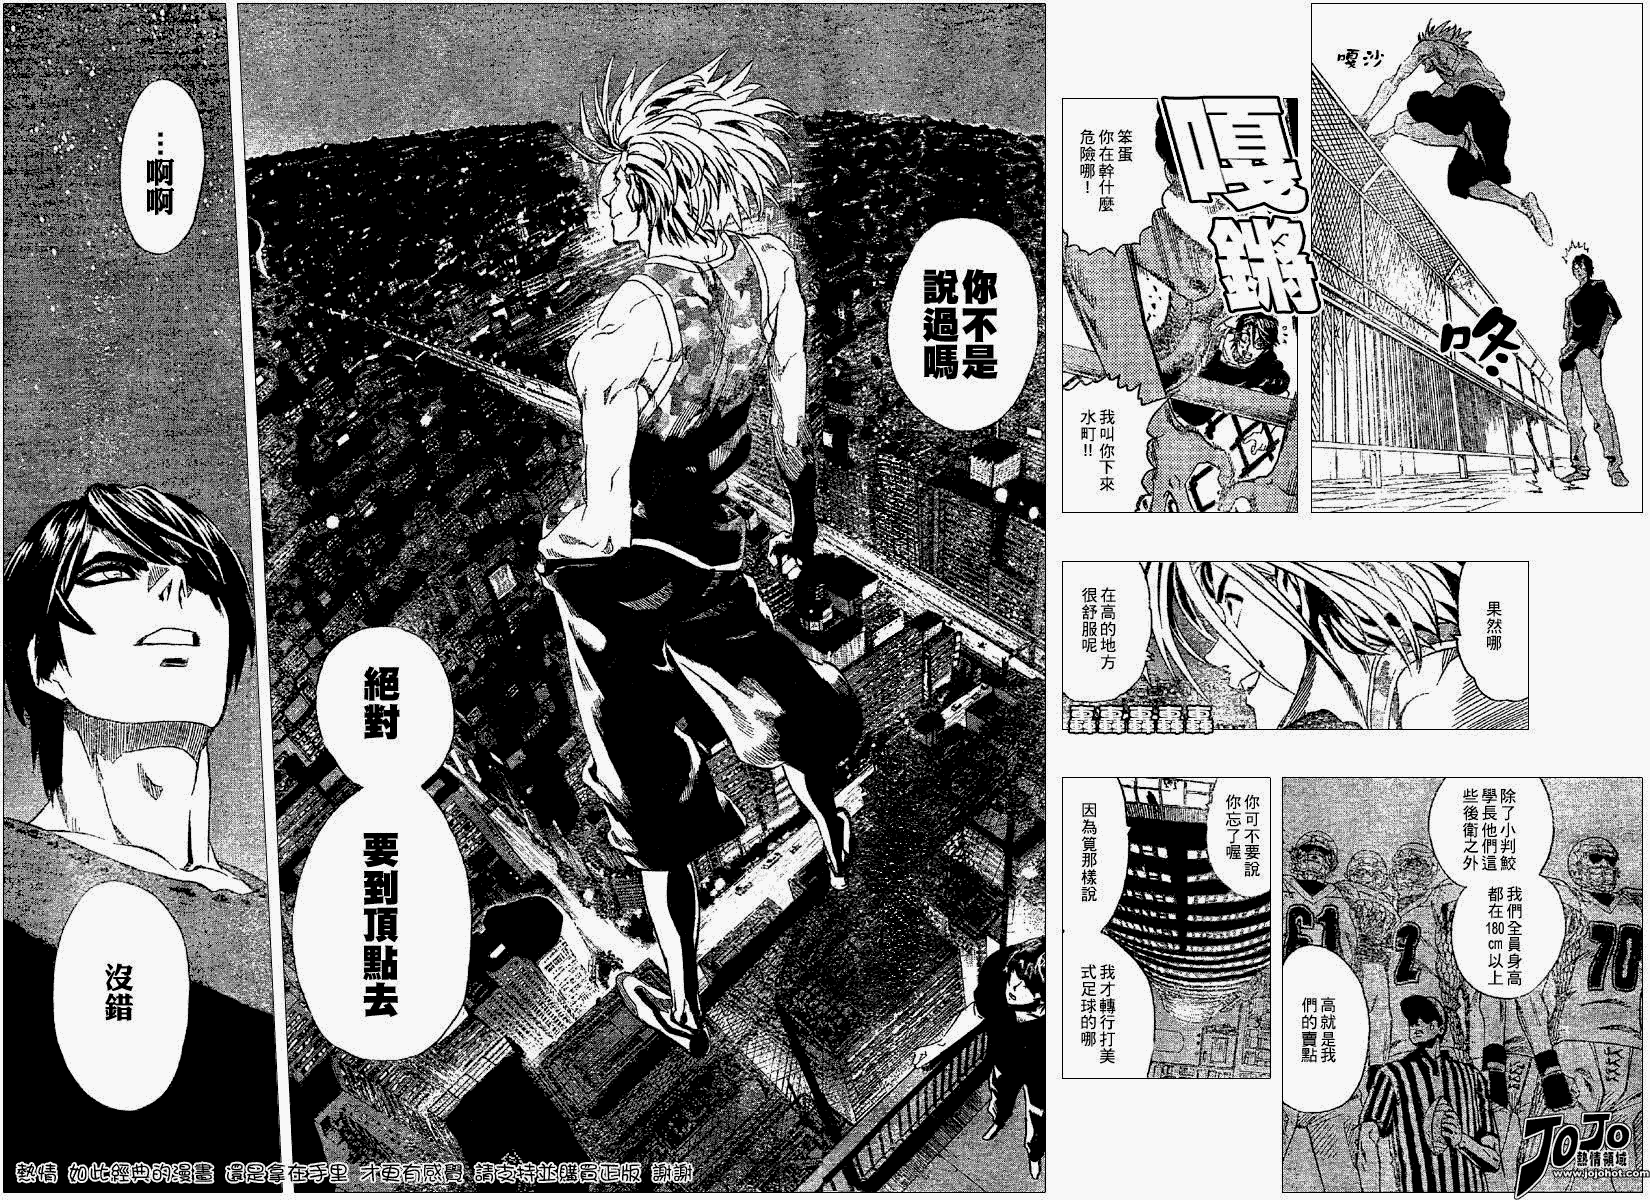 嘎沙
咚
嘎鏘
笨蛋
你在幹什麼
危險哪！
我叫你下來
水町!!
果然哪
在高的地方
很舒服呢
轟轟轟轟轟
除了小判鮫
學長他們這
些後衛之外
我們全員身高
都在180cm以上
高就是我
們的賣點
你可不要說
你忘了喔
因為筧那樣說
我才轉行打美
式足球的哪
你不是
說過嗎
絕對
要到頂點去
…啊啊
沒錯
熱情 如此經典的漫畫 還是拿在手里 才更有感覺 請支持並購買正版 謝謝
JOJO
熱情領域
www.jojohot.com
61
2
70